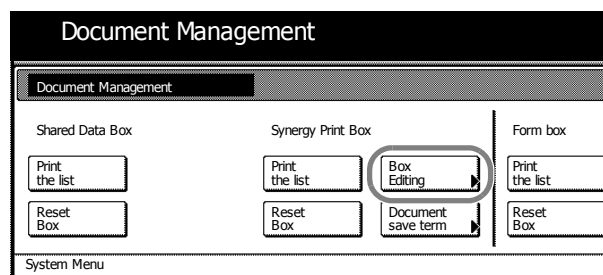 Document Management
Document Management
Shared Data Box
Synergy Print Box
Form box
Print
the list
Print
the list
Box
Editing
Print
the list
Reset
Box
Reset
Box
Document
save term
Reset
Box
System Menu